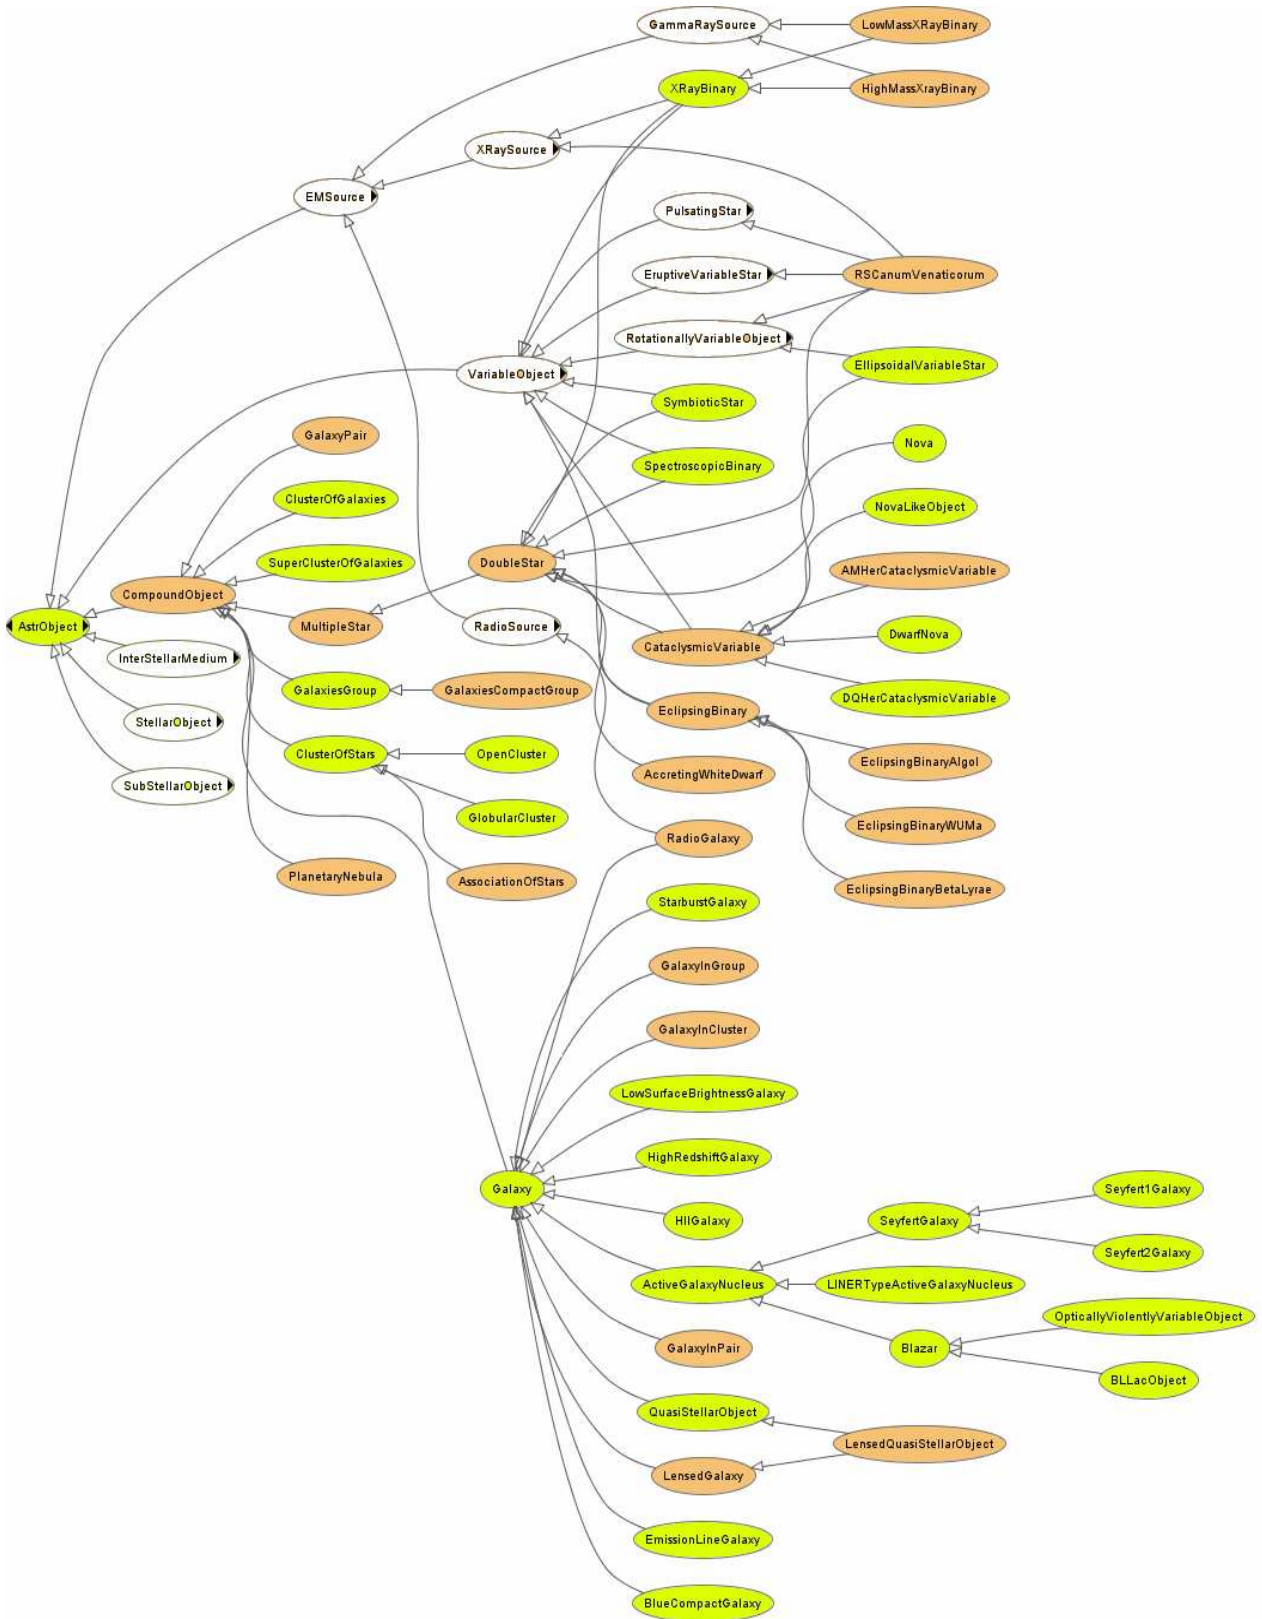 GammaRaySource
LowMassXRayBinary
XRayBinary
HighMassXrayBinary
XRaySource
EMSource
PulsatingStar
EruptiveVariableStar
RSCanumVenaticorum
RotationallyVariableObject
EllipsoidalVariableStar
VariableObject
SymbioticStar
GalaxyPair
Nova
SpectroscopicBinary
ClusterOfGalaxies
NovaLikeObject
SuperClusterOfGalaxies
DoubleStar
AMHerCataclysmicVariable
CompoundObject
AstrObject
MultipleStar
RadioSource
DwarfNova
InterStellarMedium
CataclysmicVariable
GalaxiesGroup
GalaxiesCompactGroup
DQHerCataclysmicVariable
StellarObject
EclipsingBinary
ClusterOfStars
OpenCluster
EclipsingBinaryAlgol
SubStellarObject
AccretingWhiteDwarf
GlobularCluster
EclipsingBinaryWUMa
RadioGalaxy
PlanetaryNebula
AssociationOfStars
EclipsingBinaryBetaLyrae
StarburstGalaxy
GalaxyInGroup
GalaxyInCluster
LowSurfaceBrightnessGalaxy
HighRedshiftGalaxy
Galaxy
Seyfert1Galaxy
HIIGalaxy
SeyfertGalaxy
Seyfert2Galaxy
ActiveGalaxyNucleus
LINERTypeActiveGalaxyNucleus
OpticallyViolentlyVariableObject
GalaxyInPair
Blazar
BLLacObject
QuasiStellarObject
LensedQuasiStellarObject
LensedGalaxy
EmissionLineGalaxy
BlueCompactGalaxy